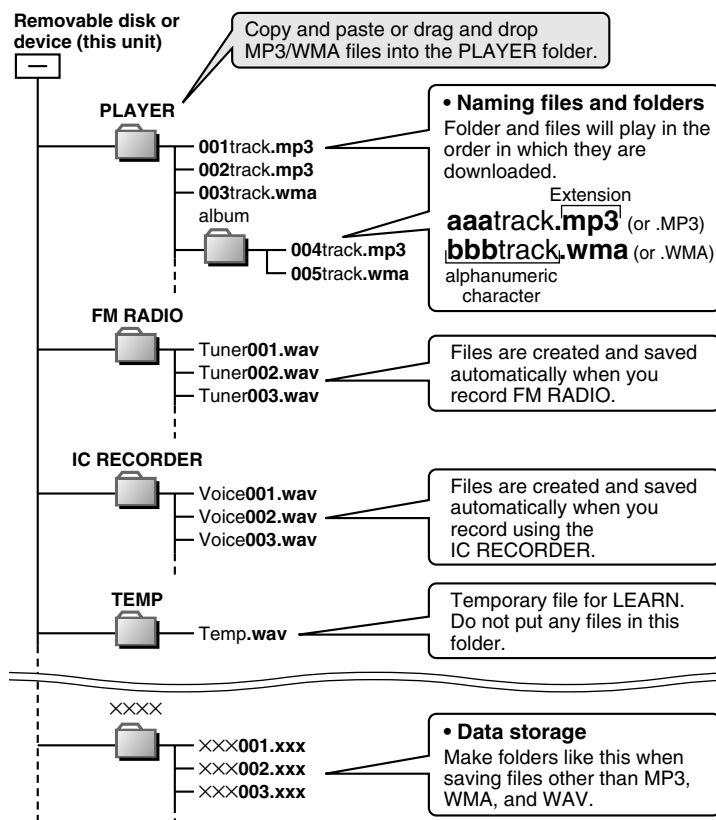 Removable disk or
device (this unit)
Copy and paste or drag and drop
MP3/WMA files into the PLAYER folder.
PLAYER
001track.mp3
002track.mp3
003track.wma
album
004track.mp3
005track.wma
• Naming files and folders
Folder and files will play in the
order in which they are
downloaded.
Extension
aaatrack.mp3 (or .MP3)
bbbtrack.wma (or .WMA)
alphanumeric
character
FM RADIO
Tuner001.wav
Tuner002.wav
Tuner003.wav
Files are created and saved
automatically when you
record FM RADIO.
IC RECORDER
Voice001.wav
Voice002.wav
Voice003.wav
Files are created and saved
automatically when you
record using the
IC RECORDER.
TEMP
Temp.wav
Temporary file for LEARN.
Do not put any files in this
folder.
××××
×××001.xxx
×××002.xxx
×××003.xxx
• Data storage
Make folders like this when
saving files other than MP3,
WMA, and WAV.